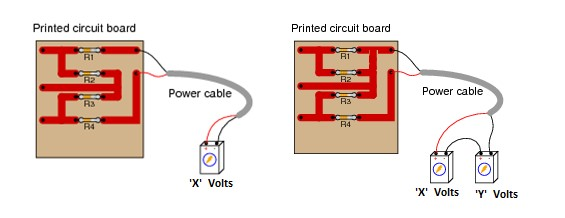 Printed circuit board
R1
R2
R3
R4
Power cable
'X' Volts
Printed circuit board
R1
R2
R3
R4
Power cable
'X' Volts
'Y' Volts